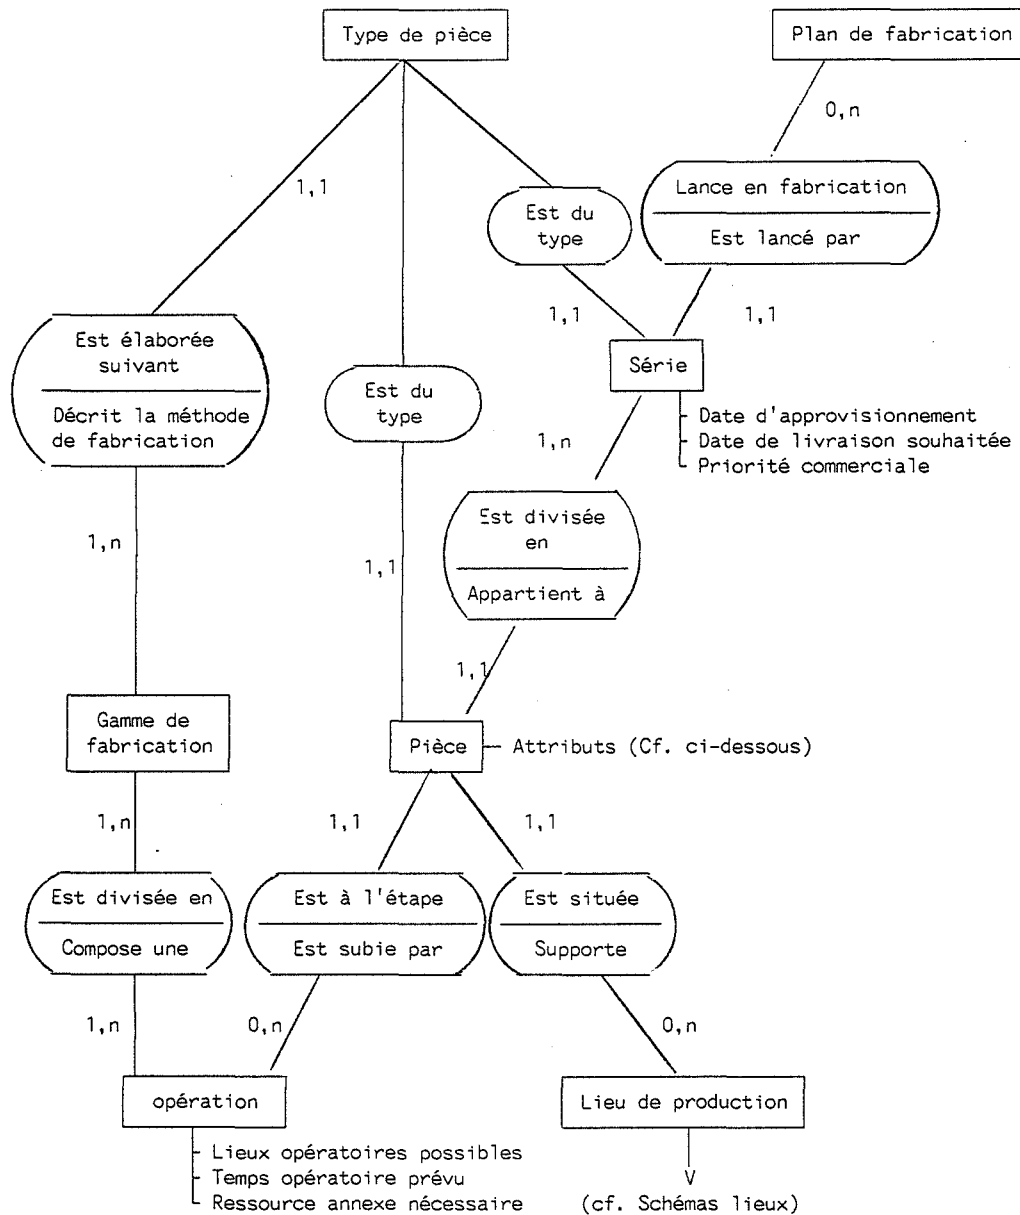 Type de pièce
Plan de fabrication
0,n
1,1
Lance en fabrication
Est lancé par
Est du
type
1,1
1,1
Est élaborée
suivant
Décrit la méthode
de fabrication
Série
Date d'approvisionnement
Date de livraison souhaitée
Priorité commerciale
Est du
type
1,n
Est divisée
en
Appartient à
1,n
1,1
1,1
Gamme de
fabrication
Pièce
Attributs (Cf. ci-dessous)
1,n
1,1
1,1
Est divisée en
Compose une
Est à l'étape
Est subie par
Est située
Supporte
1,n
0,n
0,n
opération
Lieu de production
Lieux opératoires possibles
Temps opératoire prévu
Ressource annexe nécessaire
V
(cf. Schémas lieux)